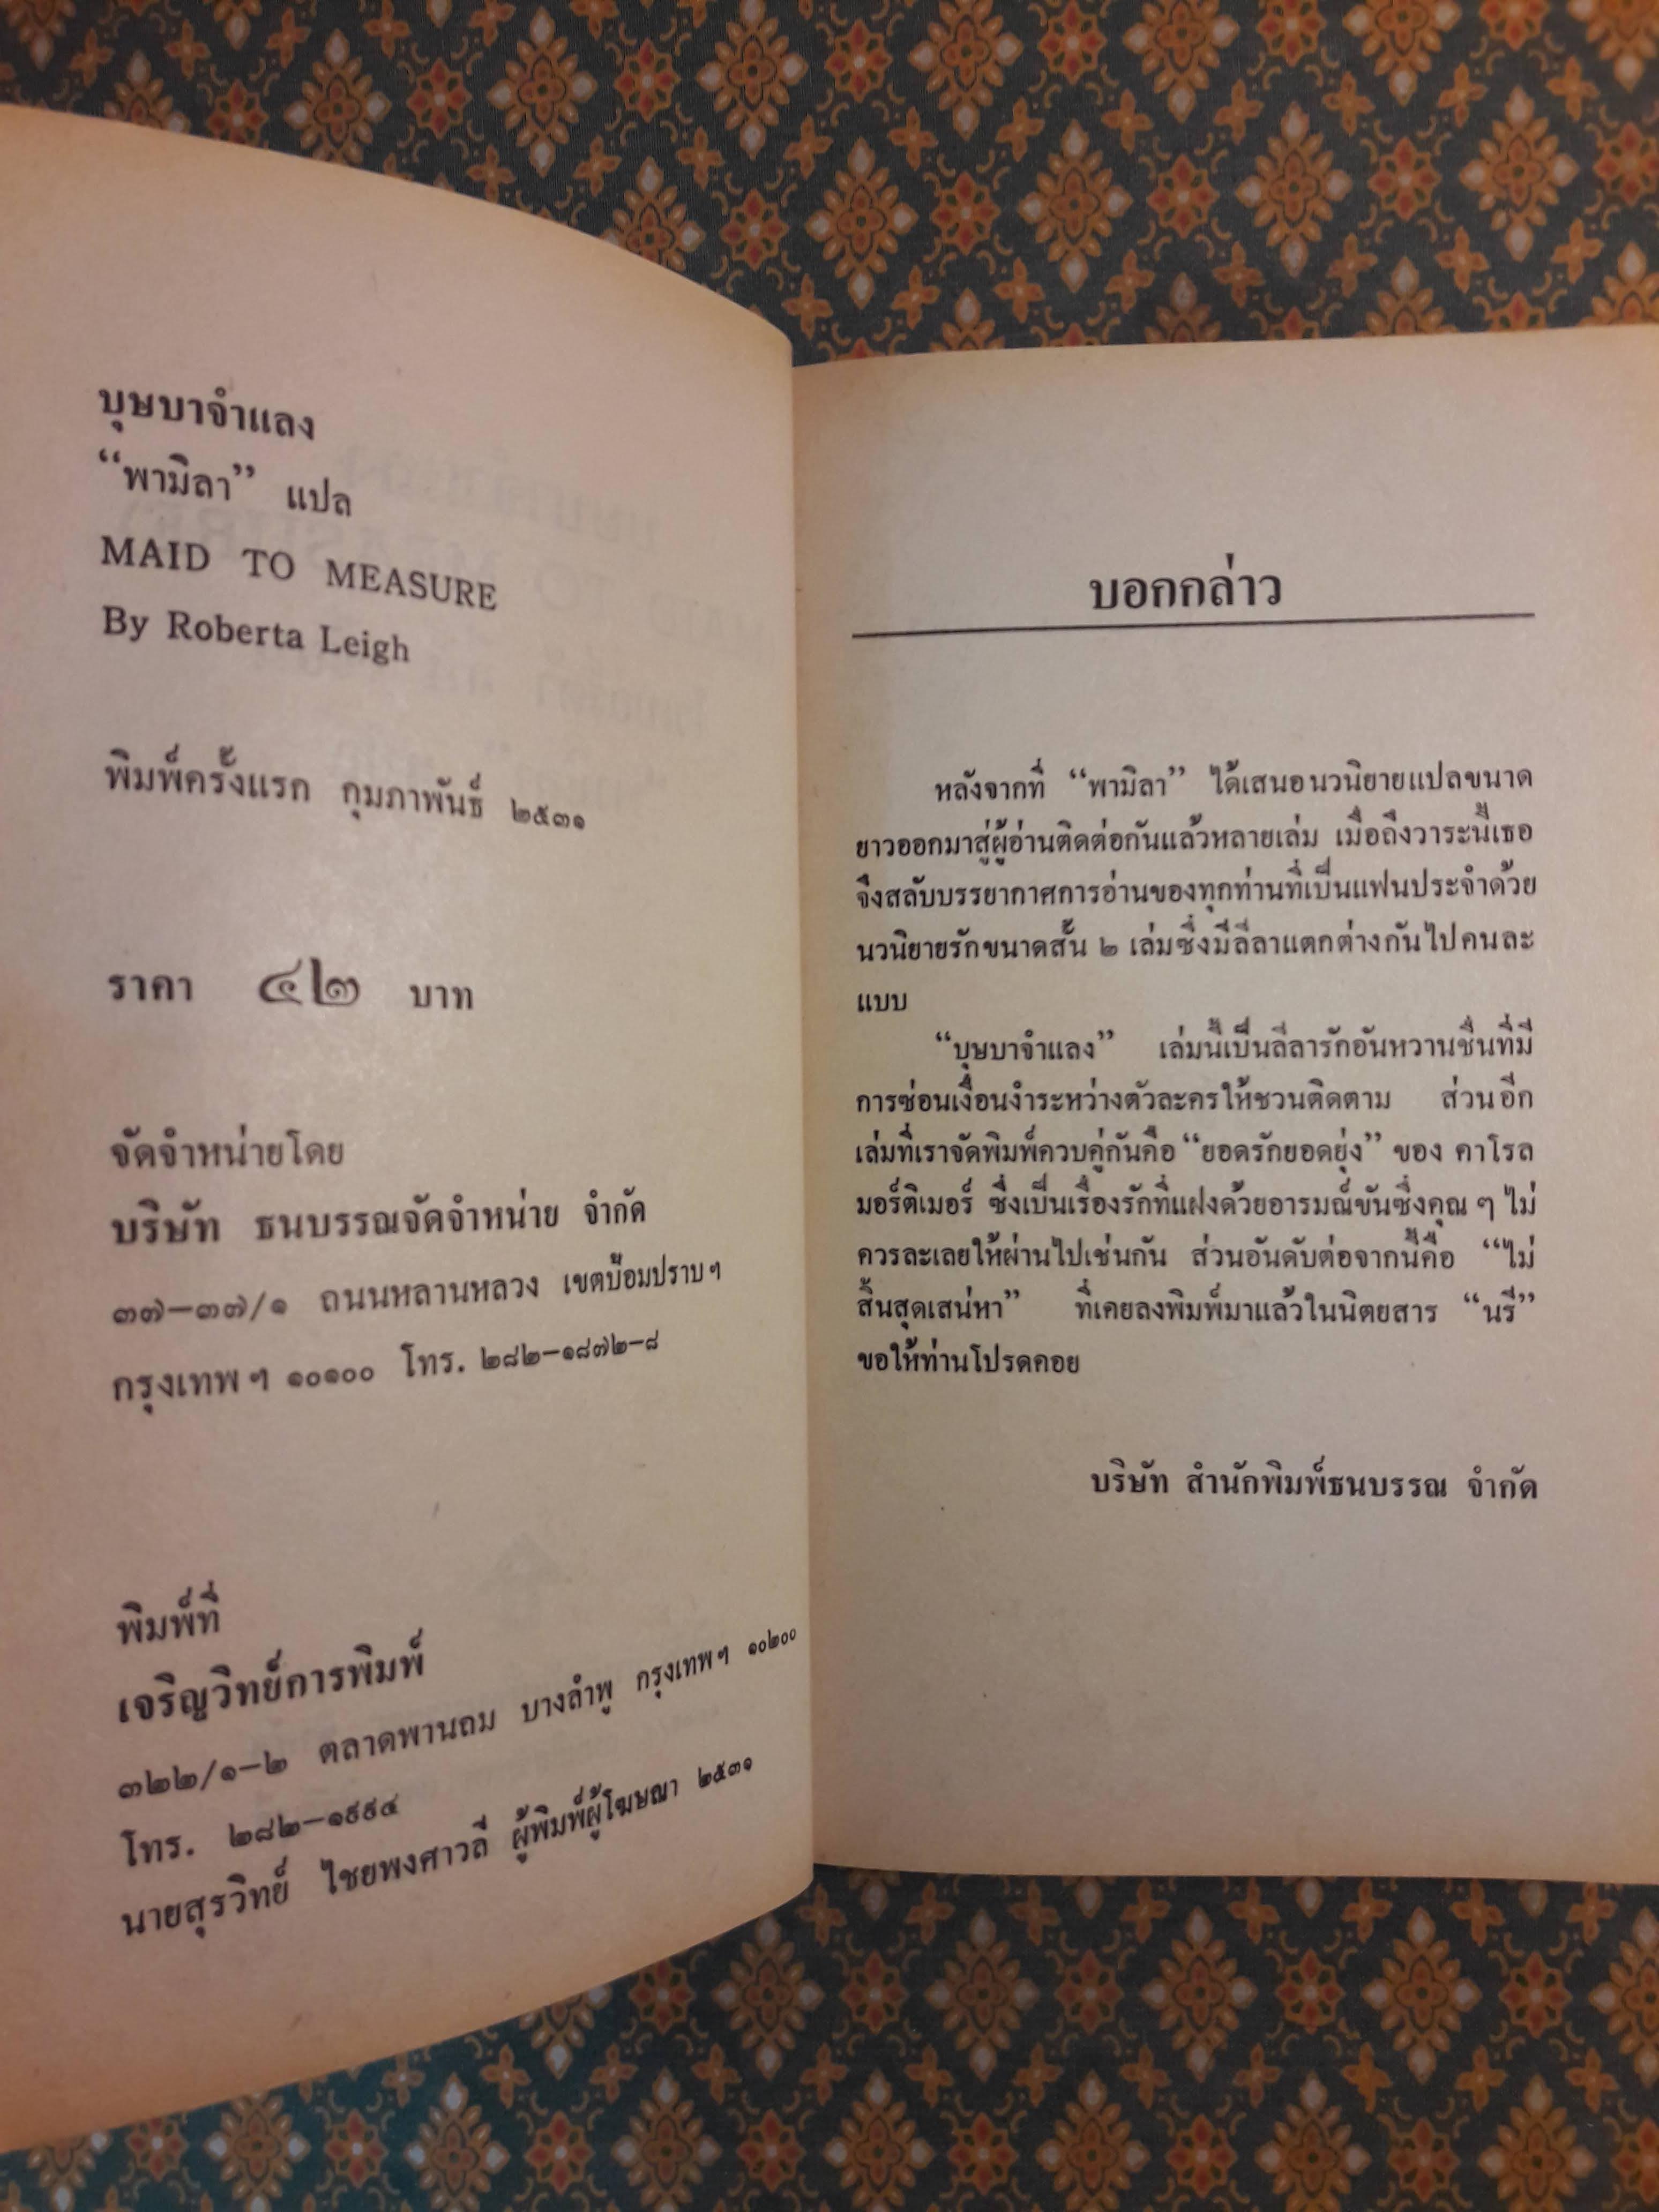 บุษบาจำแลง
“พามิลา” แปล
MAID TO MEASURE
By Roberta Leigh
พิมพ์ครั้งแรก กุมภาพันธ์ ๒๕๓๑
ราคา ๔๒ บาท
จัดจำหน่ายโดย
บริษัท ธนบรรณจัดจำหน่าย จำกัด
๓๗–๓๗/๑ ถนนหลานหลวง เขตป้อมปราบฯ
กรุงเทพฯ ๑๐๑๐๐ โทร. ๒๘๒–๑๘๗๒–๘
พิมพ์ที่
เจริญวิทย์การพิมพ์
๓๒๒/๑–๒ ตลาดพานถม บางลำพู กรุงเทพฯ ๑๐๒๐๐
โทร. ๒๘๒–๑๙๙๔
นายสุรวิทย์ ไชยพงศาวลี ผู้พิมพ์ผู้โฆษณา ๒๕๓๑
บอกกล่าว
หลังจากที่ “พามิลา” ได้เสนอนวนิยายแปลขนาด
ยาวออกมาสู่ผู้อ่านติดต่อกันแล้วหลายเล่ม เมื่อถึงวาระนี้เธอ
จึงสลับบรรยากาศการอ่านของทุกท่านที่เป็นแฟนประจำด้วย
นวนิยายรักขนาดสั้น ๒ เล่มซึ่งมีลีลาแตกต่างกันไปคนละ
แบบ
“บุษบาจำแลง” เล่มนี้เป็นลีลารักอันหวานชื่นที่มี
การซ่อนเงื่อนงำระหว่างตัวละครให้ชวนติดตาม ส่วนอีก
เล่มที่เราจัดพิมพ์ควบคู่กันคือ “ยอดรักยอดยุ่ง” ของ คาโรล
มอร์ติเมอร์ ซึ่งเป็นเรื่องรักที่แฝงด้วยอารมณ์ขันซึ่งคุณ ๆ ไม่
ควรละเลยให้ผ่านไปเช่นกัน ส่วนอันดับต่อจากนี้คือ “ไม่
สิ้นสุดเสน่หา” ที่เคยลงพิมพ์มาแล้วในนิตยสาร “นรี”
ขอให้ท่านโปรดคอย
บริษัท สำนักพิมพ์ธนบรรณ จำกัด